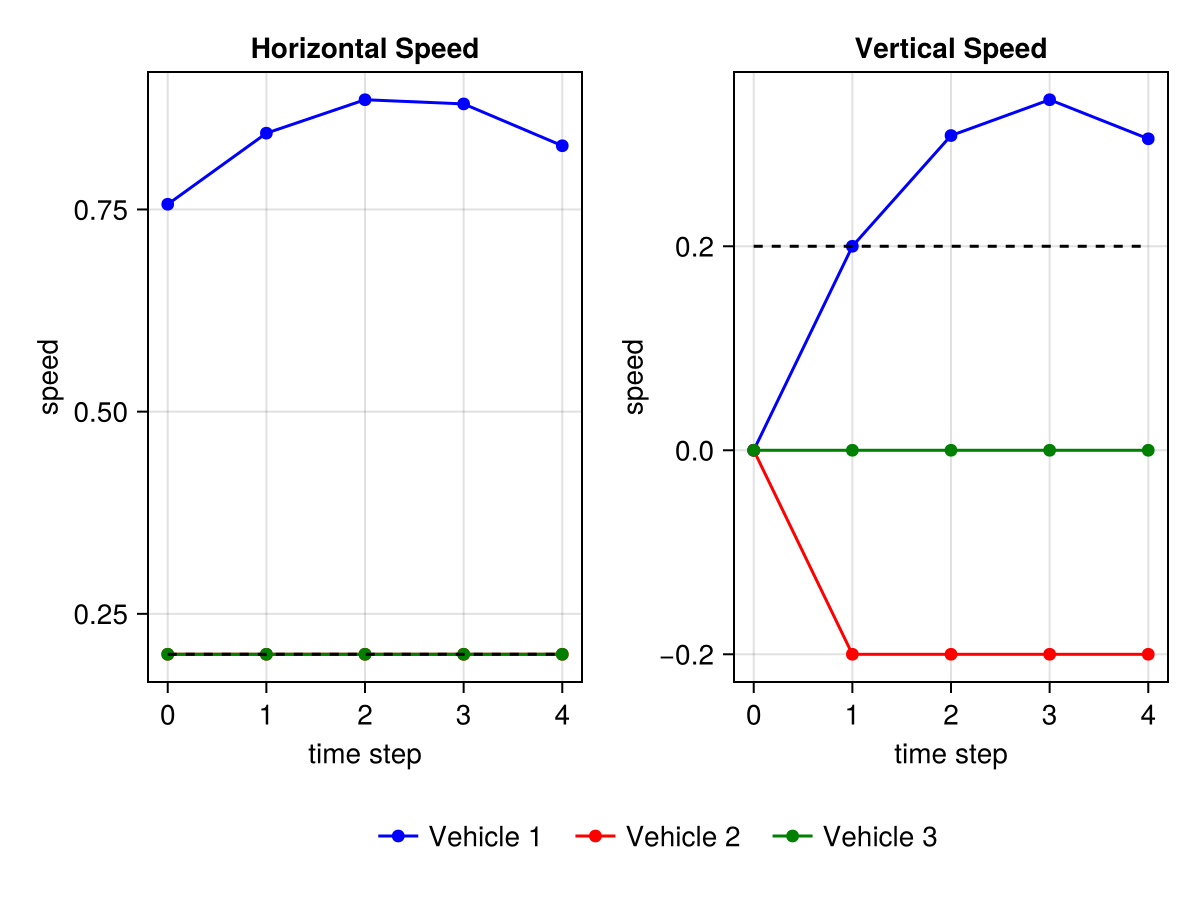 Horizontal Speed
speed
0.75
0.50
0.25
0 1 2 3 4
time step
Vertical Speed
speed
0.2
0.0
−0.2
0 1 2 3 4
time step
Vehicle 1 Vehicle 2 Vehicle 3